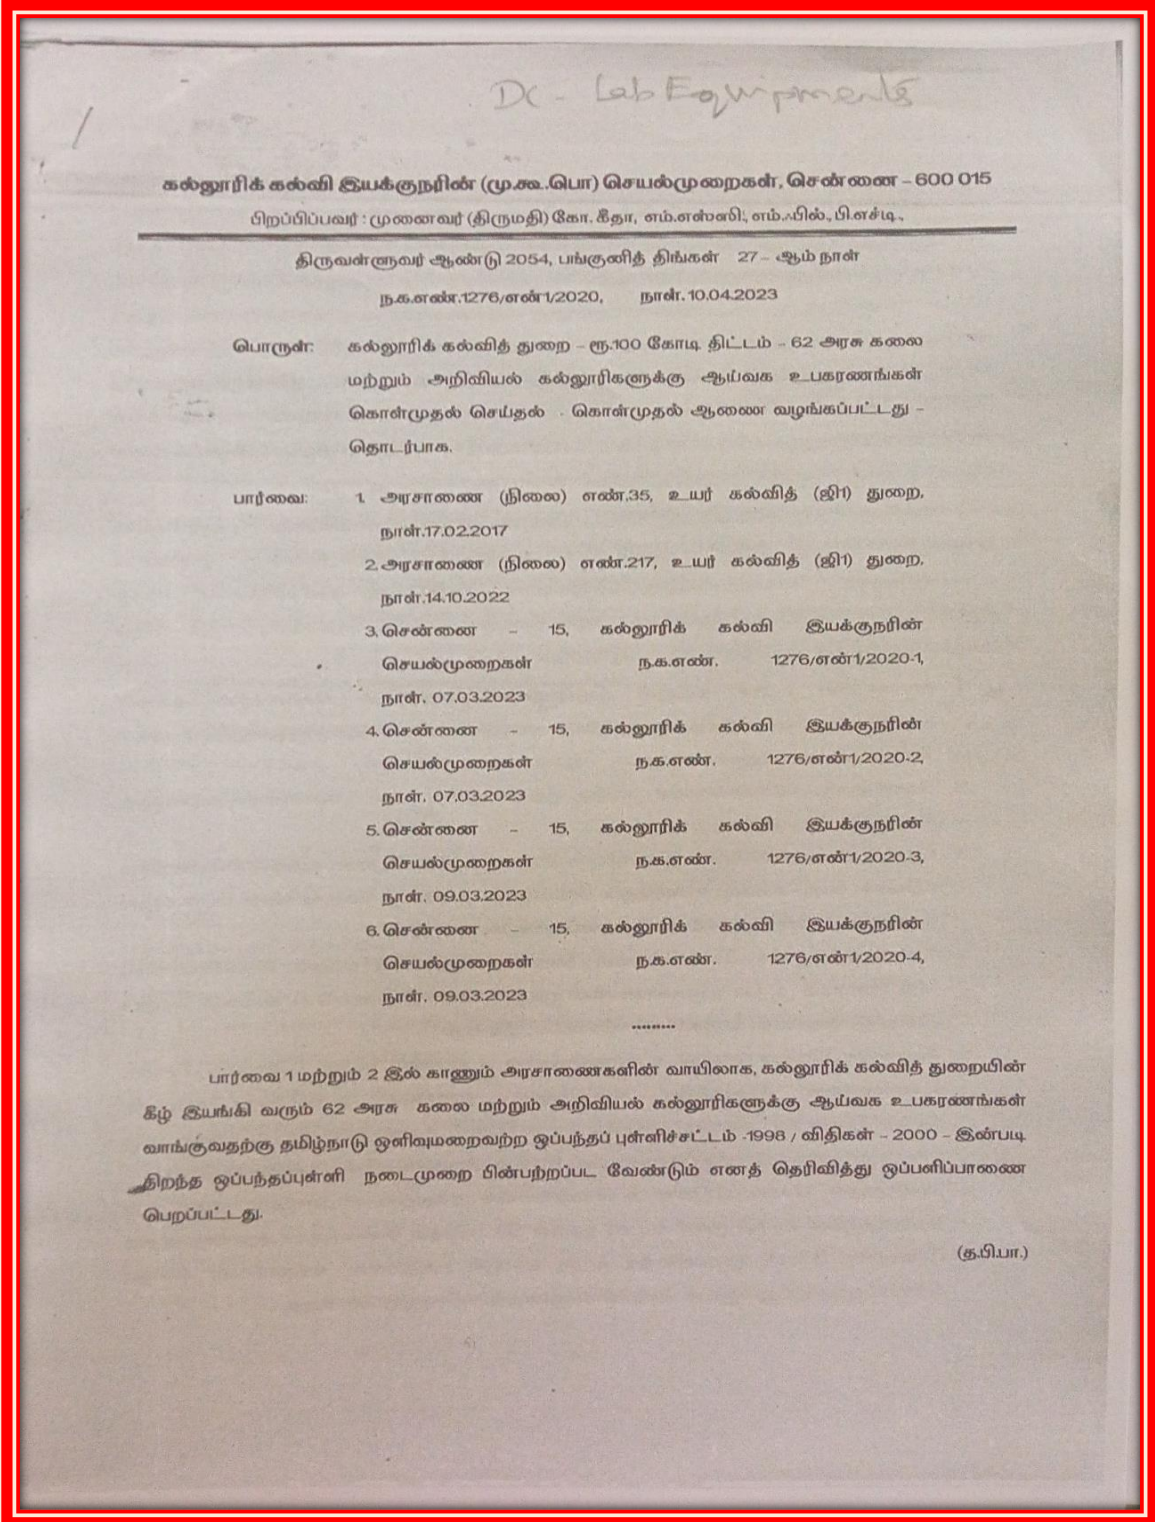 DC - Lab Equipments
கல்லூரிக் கல்வி இயக்குநரின் (மு.கூ.பொ) செயல்முறைகள், சென்னை – 600 015
பிறப்பிப்பவர் : முனைவர் (திருமதி) கோ. கீதா, எம்.எஸ்ஸி., எம்.ஃபில்., பி.எச்டி.,
திருவள்ளுவர் ஆண்டு 2054, பங்குனித் திங்கள் 27 – ஆம் நாள்
ந.க.எண்.1276/எண்1/2020, நாள். 10.04.2023
பொருள்: கல்லூரிக் கல்வித் துறை – ரூ.100 கோடி திட்டம் – 62 அரசு கலை
மற்றும் அறிவியல் கல்லூரிகளுக்கு ஆய்வக உபகரணங்கள்
கொள்முதல் செய்தல் - கொள்முதல் ஆணை வழங்கப்பட்டது –
தொடர்பாக.
பார்வை: 1. அரசாணை (நிலை) எண்.35, உயர் கல்வித் (ஜி1) துறை,
நாள்.17.02.2017
2. அரசாணை (நிலை) எண்.217, உயர் கல்வித் (ஜி1) துறை,
நாள்.14.10.2022
3. சென்னை – 15, கல்லூரிக் கல்வி இயக்குநரின்
செயல்முறைகள் ந.க.எண். 1276/எண்1/2020-1,
நாள். 07.03.2023
4. சென்னை – 15, கல்லூரிக் கல்வி இயக்குநரின்
செயல்முறைகள் ந.க.எண். 1276/எண்1/2020-2,
நாள். 07.03.2023
5. சென்னை – 15, கல்லூரிக் கல்வி இயக்குநரின்
செயல்முறைகள் ந.க.எண். 1276/எண்1/2020-3,
நாள். 09.03.2023
6. சென்னை – 15, கல்லூரிக் கல்வி இயக்குநரின்
செயல்முறைகள் ந.க.எண். 1276/எண்1/2020-4,
நாள். 09.03.2023
.........
பார்வை 1 மற்றும் 2 இல் காணும் அரசாணைகளின் வாயிலாக, கல்லூரிக் கல்வித் துறையின்
கீழ் இயங்கி வரும் 62 அரசு கலை மற்றும் அறிவியல் கல்லூரிகளுக்கு ஆய்வக உபகரணங்கள்
வாங்குவதற்கு தமிழ்நாடு ஒளிவுமறைவற்ற ஒப்பந்தப் புள்ளிச்சட்டம் -1998 / விதிகள் – 2000 – இன்படி
திறந்த ஒப்பந்தப்புள்ளி நடைமுறை பின்பற்றப்பட வேண்டும் எனத் தெரிவித்து ஒப்பளிப்பாணை
பெறப்பட்டது.
(த.பி.பா.)